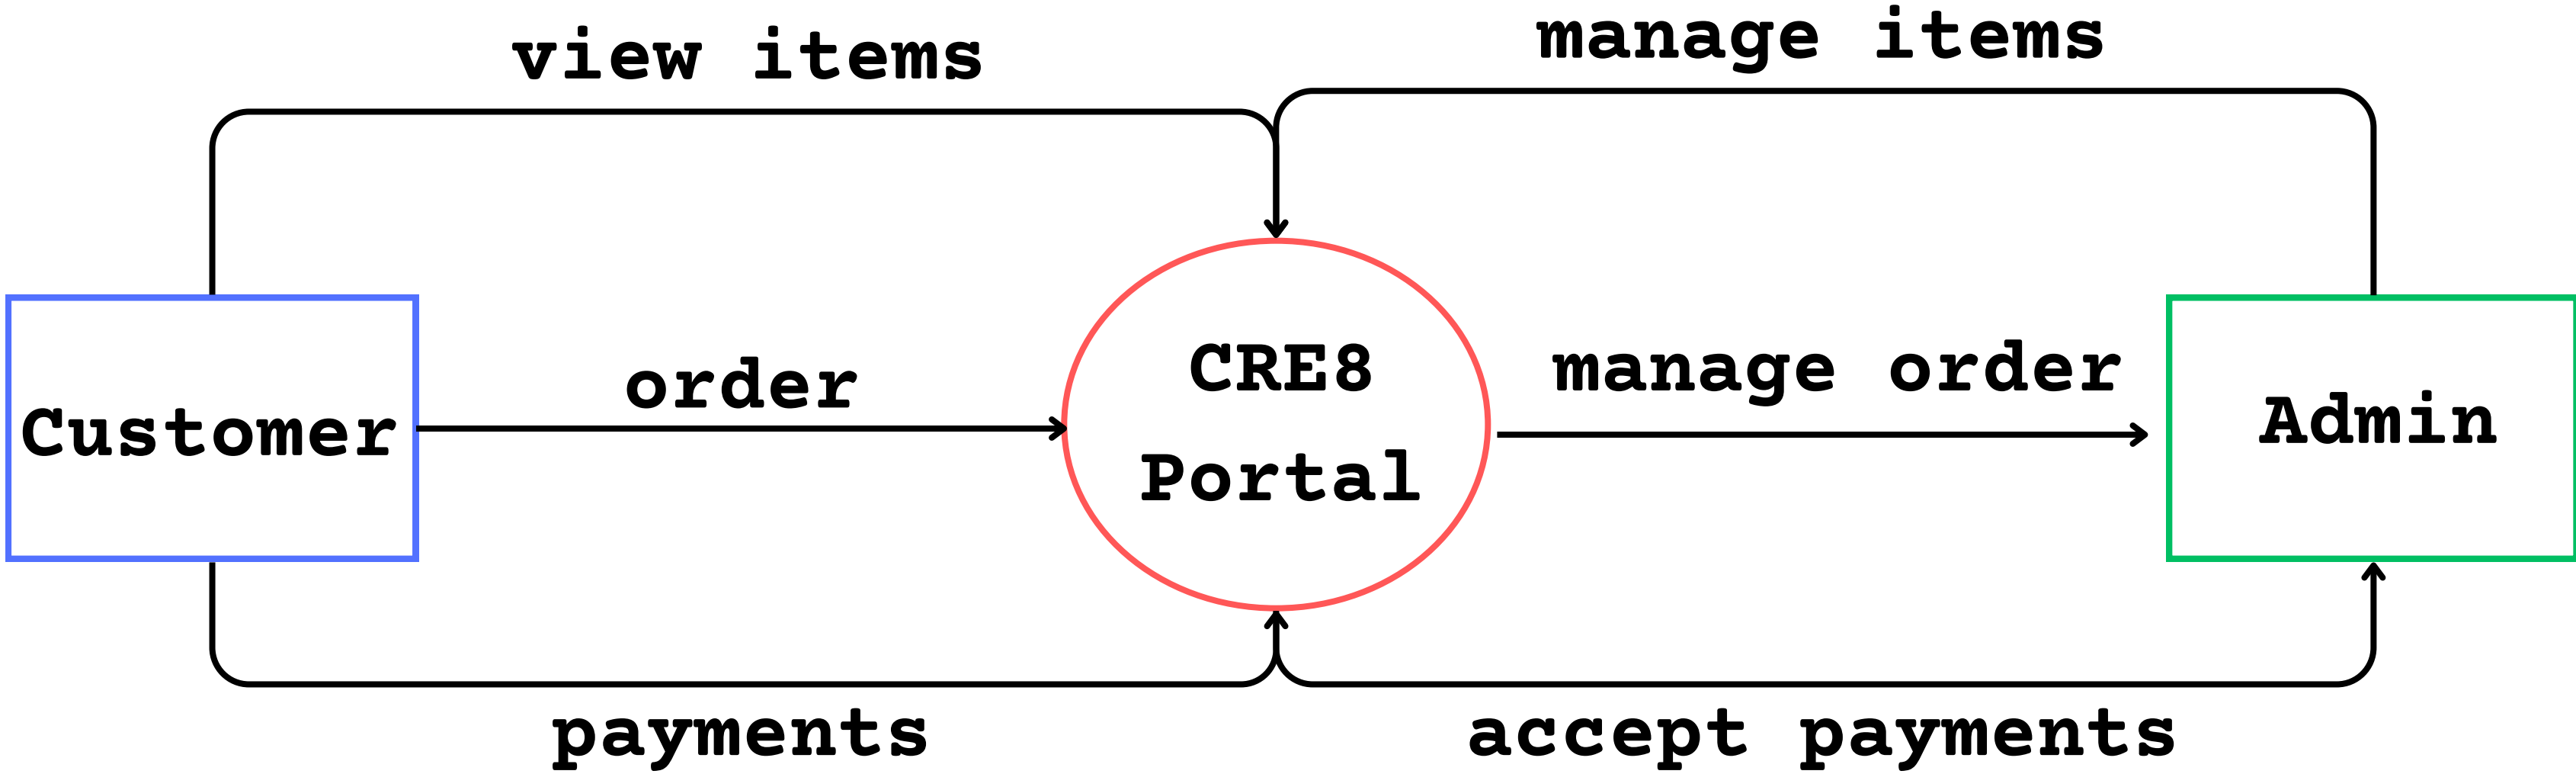 view items
manage items
order
CRE8
Portal
manage order
Customer
Admin
payments
accept payments